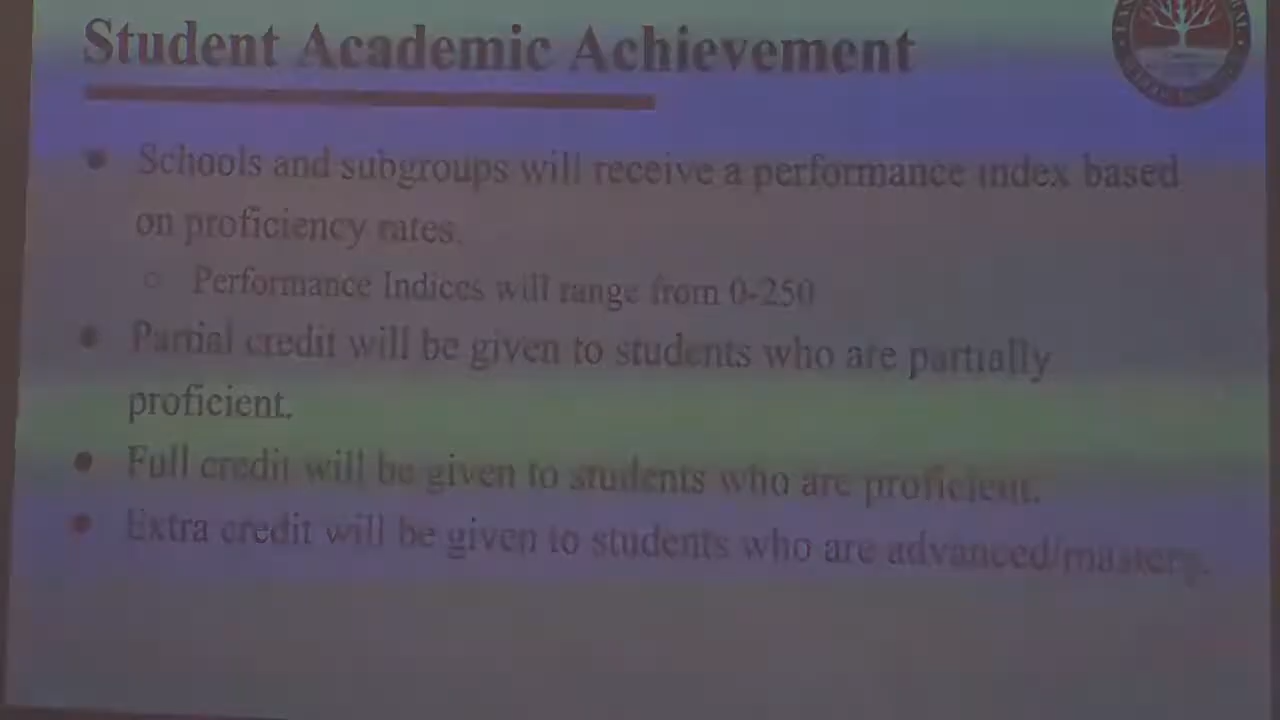 Student Academic Achievement
Schools and subgroups will receive a performance index based
on proficiency rates.
Performance Indices will range from 0-250
Partial credit will be given to students who are partially
proficient.
Full credit will be given to students who are proficient.
Extra credit will be given to students who are advanced/mastery.